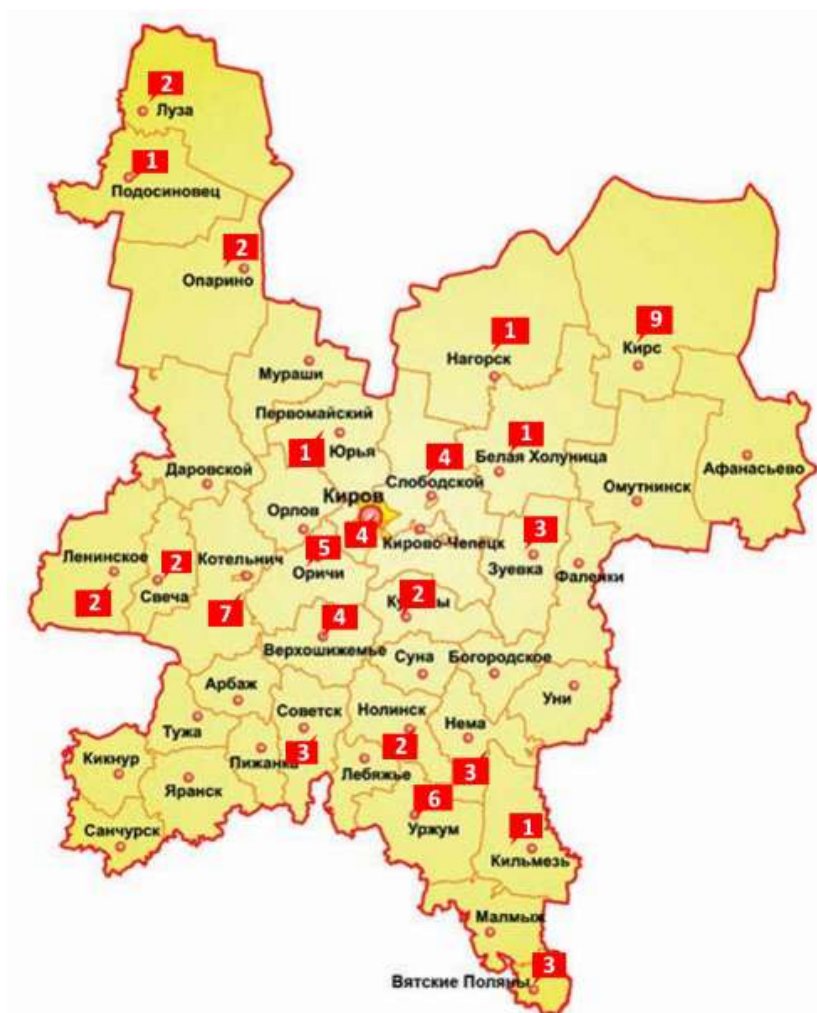 2
Луза
1
Подосиновец
2
Опарино
Мураши
1
Нагорск
9
Кирс
Первомайский
1
Юрья
4
Слободской
1
Белая Холуница
Афанасьево
Омутнинск
Даровской
Киров
4
Орлов
Кирово-Чепецк
3
Зуевка
Фаленки
Ленинское
2
2
Свеча
Котельнич
7
5
Оричи
2
4
Верхошижемье
Суна
Богородское
Уни
Арбаж
Тужа
Советск
3
Нолинск
2
Нема
3
Кикнур
Пижанка
Лебяжье
Яранск
6
Уржум
Санчурск
1
Кильмезь
Малмыж
Вятские Поляны
3